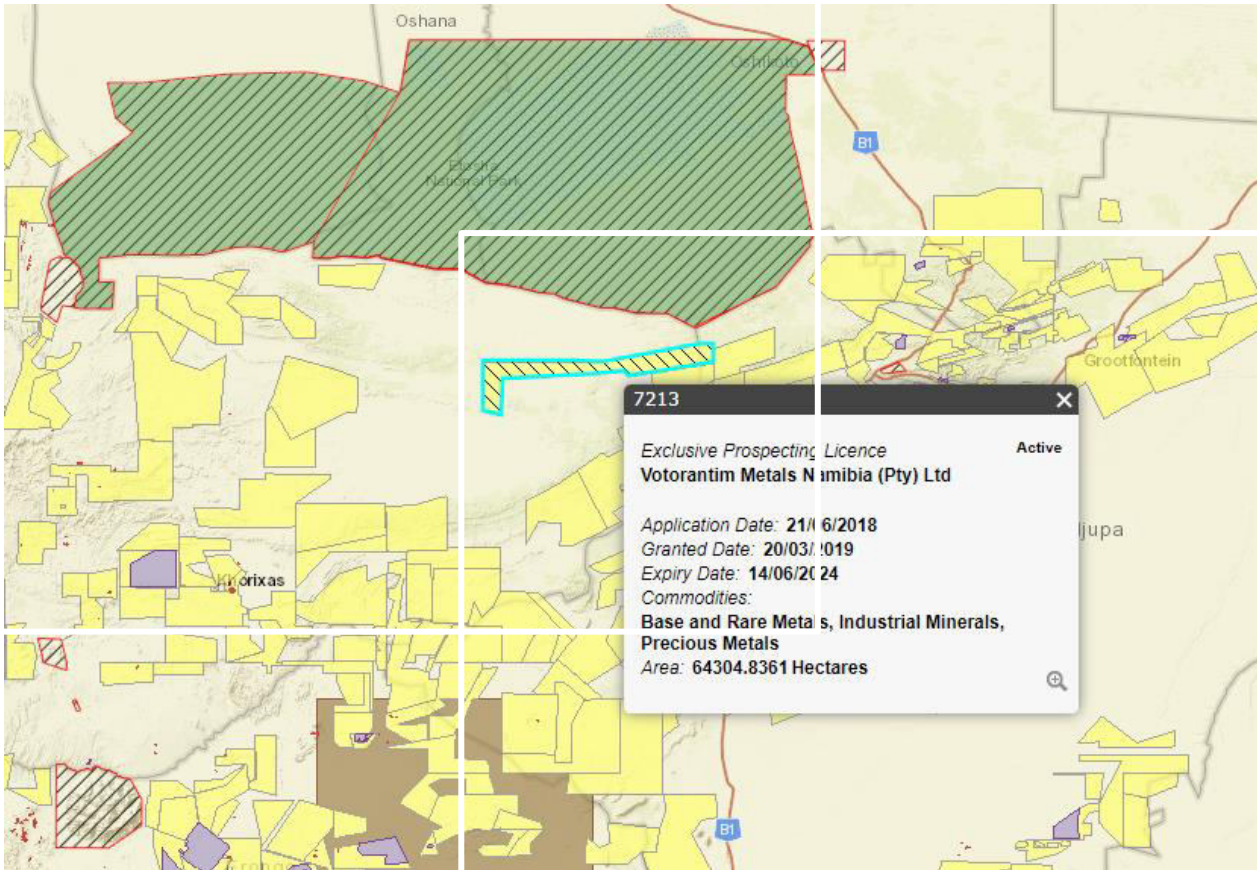 Oshana
Oshikoto
B1
Etosha
National Park
Grootfontein
7213
Exclusive Prospecting Licence Active
Votorantim Metals Namibia (Pty) Ltd
Application Date: 21/06/2018
Granted Date: 20/03/2019
Expiry Date: 14/06/2024
Commodities:
Base and Rare Metals, Industrial Minerals,
Precious Metals
Area: 64304.8361 Hectares
djupa
Khorixas
B1